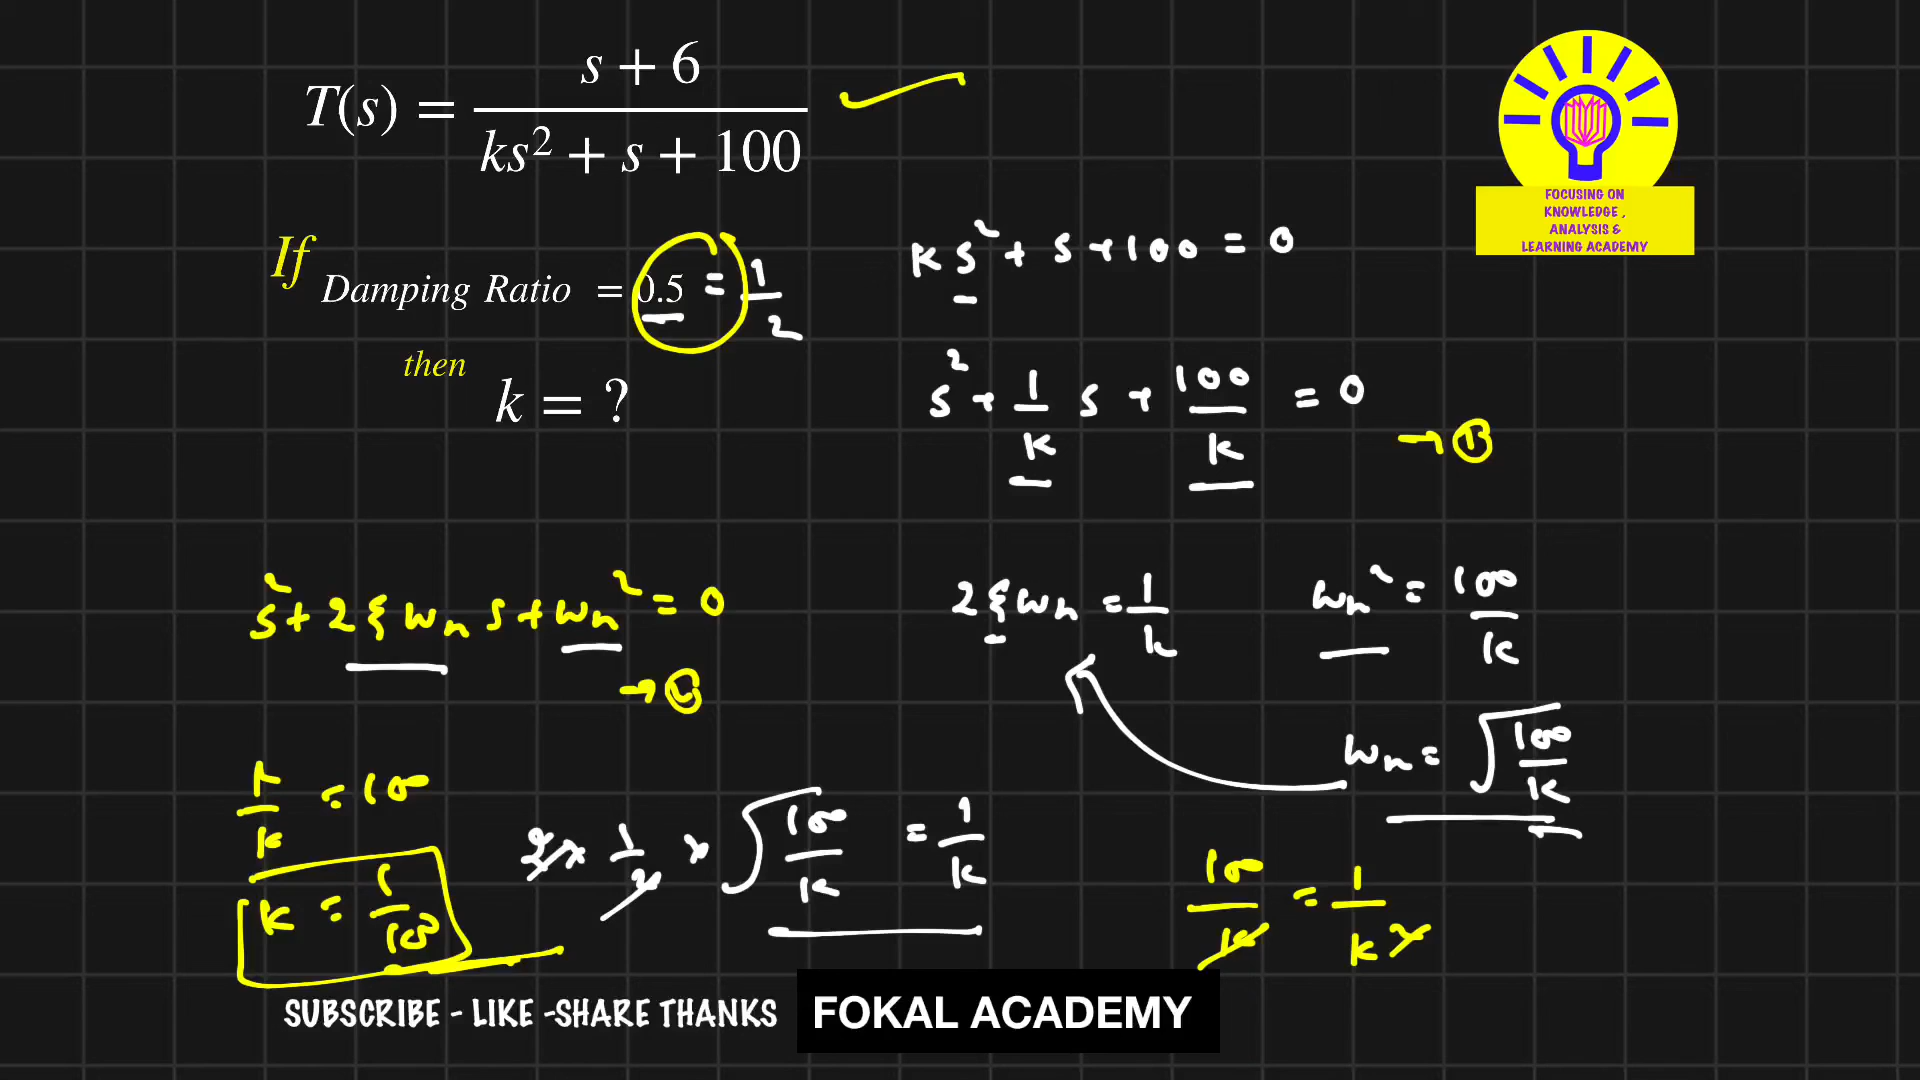 T(s) = (s + 6)/(ks² + s + 100)
If Damping Ratio = 0.5 = 1/2
then k = ?
FOCUSING ON
KNOWLEDGE ,
ANALYSIS &
LEARNING ACADEMY
ks² + s + 100 = 0
s² + 1/k s + 100/k = 0
s² + 2ξwₙs + wₙ² = 0
2ξwₙ = 1/k
wₙ² = 100/k
wₙ = √(100/k)
2 × 1/2 × √(100/k) = 1/k
100/k = 1/k²
1/k = 100
k = 1/100
SUBSCRIBE - LIKE -SHARE THANKS
FOKAL ACADEMY